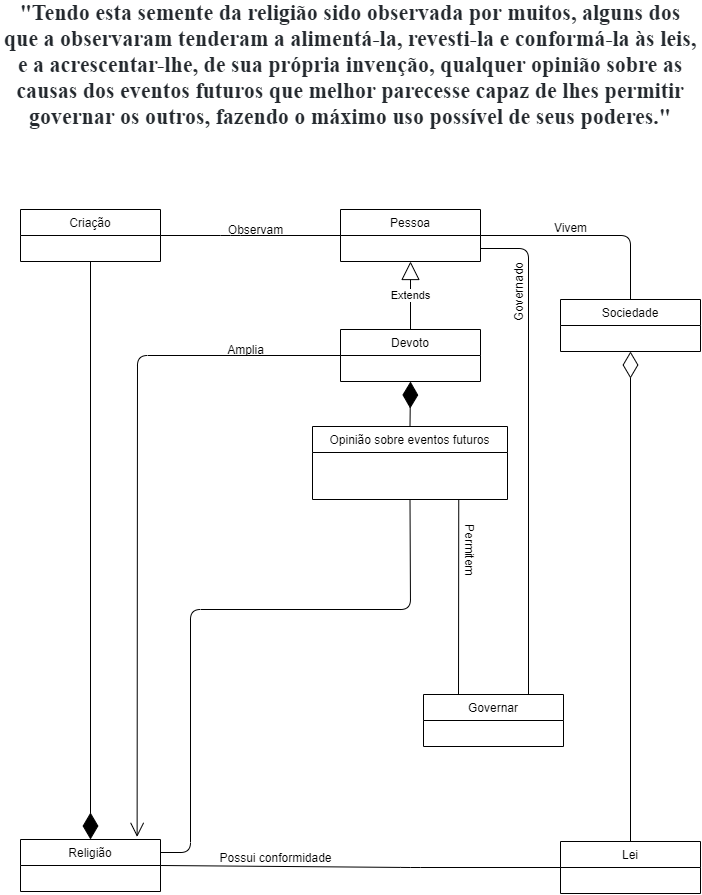 "Tendo esta semente da religião sido observada por muitos, alguns dos
que a observaram tenderam a alimentá-la, revesti-la e conformá-la às leis,
e a acrescentar-lhe, de sua própria invenção, qualquer opinião sobre as
causas dos eventos futuros que melhor parecesse capaz de lhes permitir
governar os outros, fazendo o máximo uso possível de seus poderes."
Criação
Observam
Pessoa
Vivem
Governado
Sociedade
Extends
Devoto
Amplia
Opinião sobre eventos futuros
Permitem
Governar
Religião
Possui conformidade
Lei